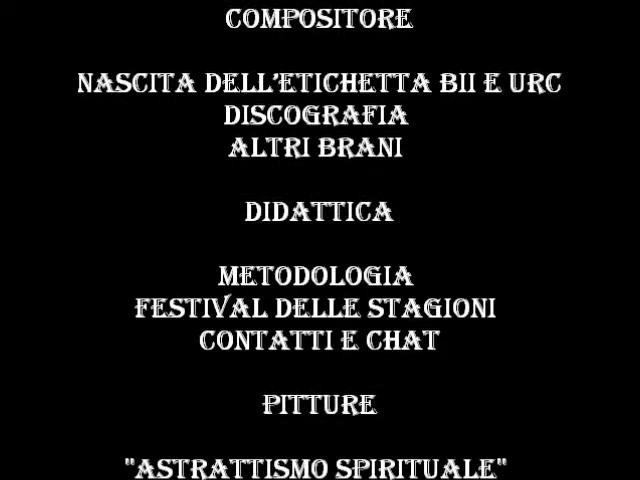 COMPOSITORE
NASCITA DELL'ETICHETTA BII E URC
DISCOGRAFIA
ALTRI BRANI
DIDATTICA
METODOLOGIA
FESTIVAL DELLE STAGIONI
CONTATTI E CHAT
PITTURE
"ASTRATTISMO SPIRITUALE"